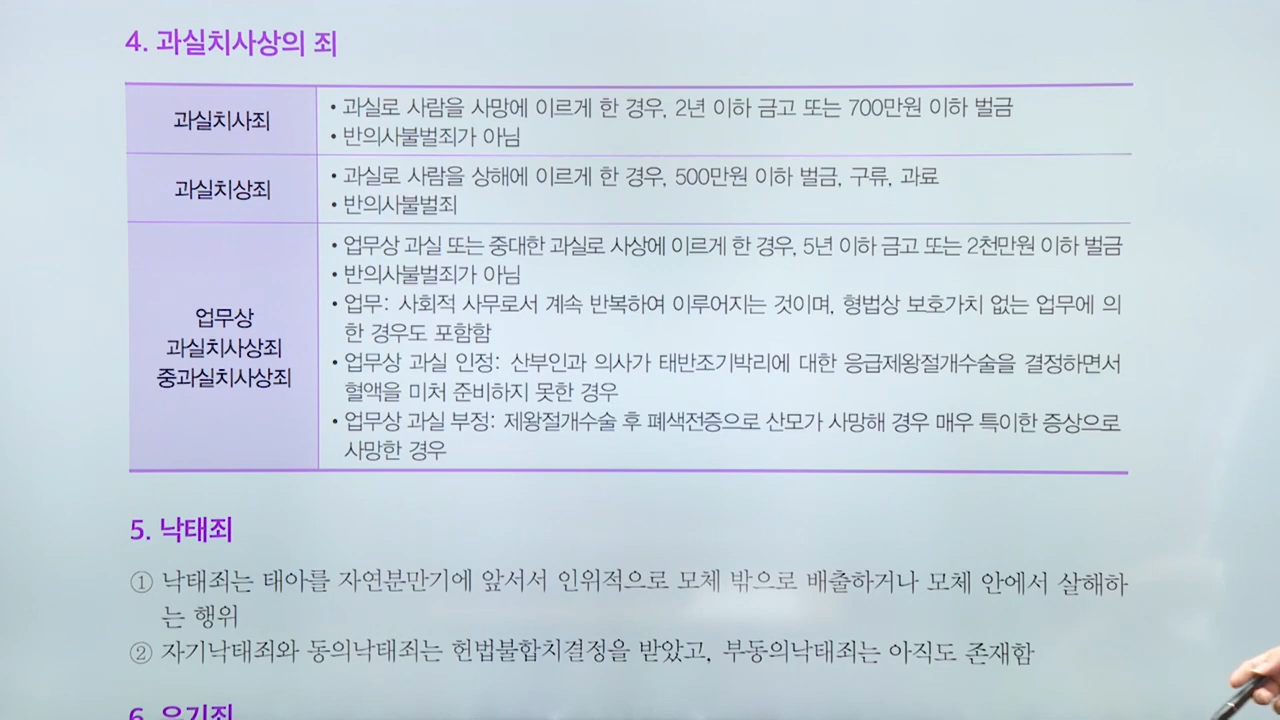 4. 과실치사상의 죄
과실치사죄
• 과실로 사람을 사망에 이르게 한 경우, 2년 이하 금고 또는 700만원 이하 벌금
• 반의사불벌죄가 아님
과실치상죄
• 과실로 사람을 상해에 이르게 한 경우, 500만원 이하 벌금, 구류, 과료
• 반의사불벌죄
업무상
과실치사상죄
중과실치사상죄
• 업무상 과실 또는 중대한 과실로 사상에 이르게 한 경우, 5년 이하 금고 또는 2천만원 이하 벌금
• 반의사불벌죄가 아님
• 업무: 사회적 사무로서 계속 반복하여 이루어지는 것이며, 형법상 보호가치 없는 업무에 의
한 경우도 포함함
• 업무상 과실 인정: 산부인과 의사가 태반조기박리에 대한 응급제왕절개수술을 결정하면서
혈액을 미처 준비하지 못한 경우
• 업무상 과실 부정: 제왕절개수술 후 폐색전증으로 산모가 사망해 경우 매우 특이한 증상으로
사망한 경우
5. 낙태죄
① 낙태죄는 태아를 자연분만기에 앞서서 인위적으로 모체 밖으로 배출하거나 모체 안에서 살해하
는 행위
② 자기낙태죄와 동의낙태죄는 헌법불합치결정을 받았고, 부동의낙태죄는 아직도 존재함
6. 유기죄